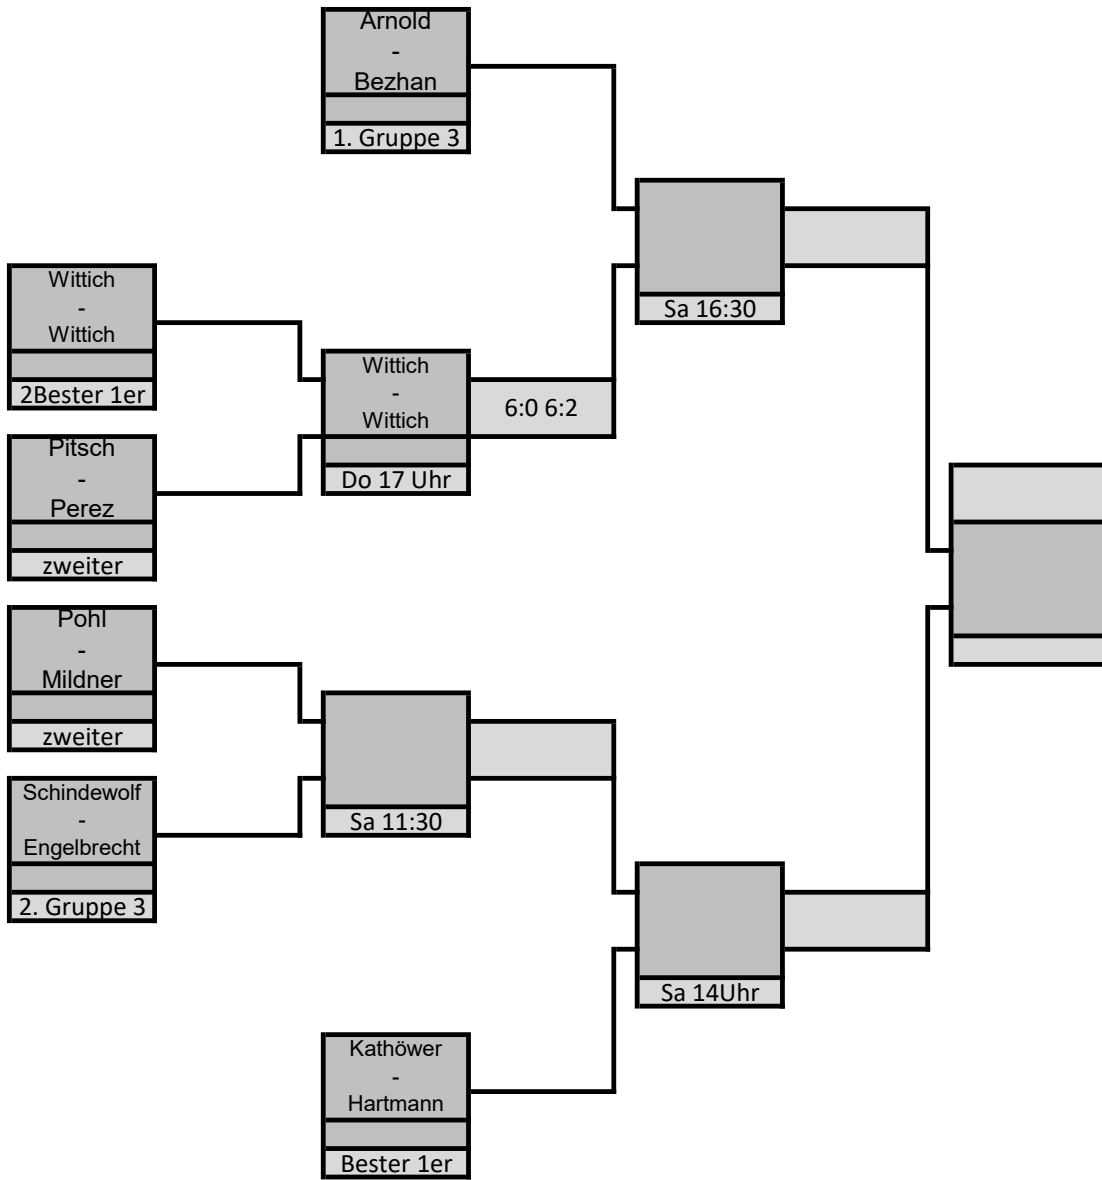 Arnold
-
Bezhan
1. Gruppe 3
Wittich
-
Wittich
2Bester 1er
Pitsch
-
Perez
zweiter
Wittich
-
Wittich
6:0 6:2
Do 17 Uhr
Sa 16:30
Pohl
-
Mildner
zweiter
Schindewolf
-
Engelbrecht
2. Gruppe 3
Sa 11:30
Sa 14Uhr
Kathöwer
-
Hartmann
Bester 1er